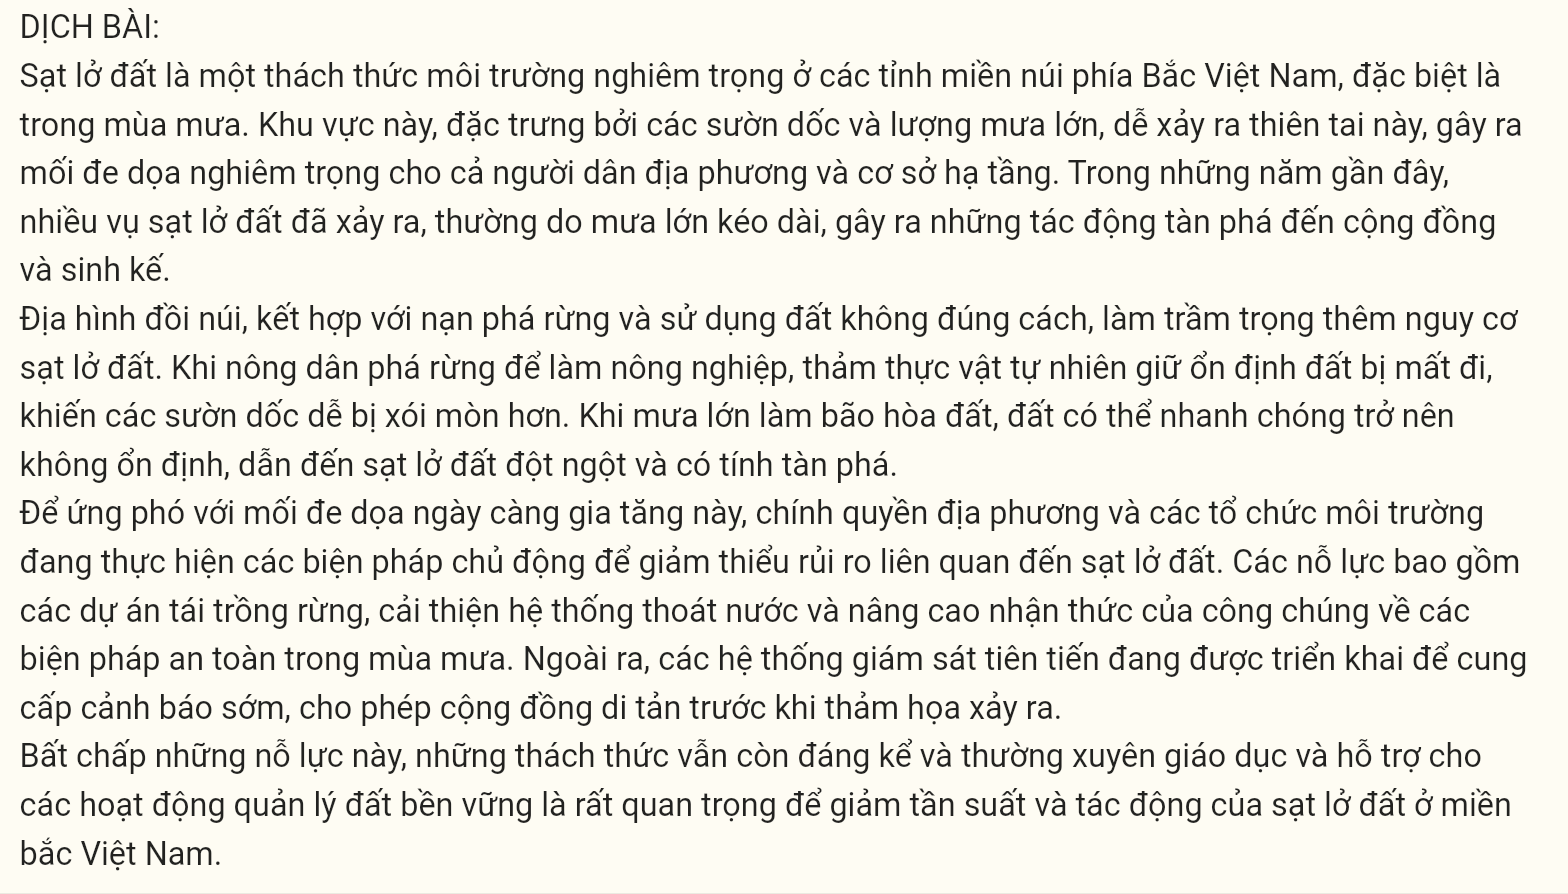 DỊCH BÀI:
Sạt lở đất là một thách thức môi trường nghiêm trọng ở các tỉnh miền núi phía Bắc Việt Nam, đặc biệt là
trong mùa mưa. Khu vực này, đặc trưng bởi các sườn dốc và lượng mưa lớn, dễ xảy ra thiên tai này, gây ra
mối đe dọa nghiêm trọng cho cả người dân địa phương và cơ sở hạ tầng. Trong những năm gần đây,
nhiều vụ sạt lở đất đã xảy ra, thường do mưa lớn kéo dài, gây ra những tác động tàn phá đến cộng đồng
và sinh kế.
Địa hình đồi núi, kết hợp với nạn phá rừng và sử dụng đất không đúng cách, làm trầm trọng thêm nguy cơ
sạt lở đất. Khi nông dân phá rừng để làm nông nghiệp, thảm thực vật tự nhiên giữ ổn định đất bị mất đi,
khiến các sườn dốc dễ bị xói mòn hơn. Khi mưa lớn làm bão hòa đất, đất có thể nhanh chóng trở nên
không ổn định, dẫn đến sạt lở đất đột ngột và có tính tàn phá.
Để ứng phó với mối đe dọa ngày càng gia tăng này, chính quyền địa phương và các tổ chức môi trường
đang thực hiện các biện pháp chủ động để giảm thiểu rủi ro liên quan đến sạt lở đất. Các nỗ lực bao gồm
các dự án tái trồng rừng, cải thiện hệ thống thoát nước và nâng cao nhận thức của công chúng về các
biện pháp an toàn trong mùa mưa. Ngoài ra, các hệ thống giám sát tiên tiến đang được triển khai để cung
cấp cảnh báo sớm, cho phép cộng đồng di tản trước khi thảm họa xảy ra.
Bất chấp những nỗ lực này, những thách thức vẫn còn đáng kể và thường xuyên giáo dục và hỗ trợ cho
các hoạt động quản lý đất bền vững là rất quan trọng để giảm tần suất và tác động của sạt lở đất ở miền
bắc Việt Nam.